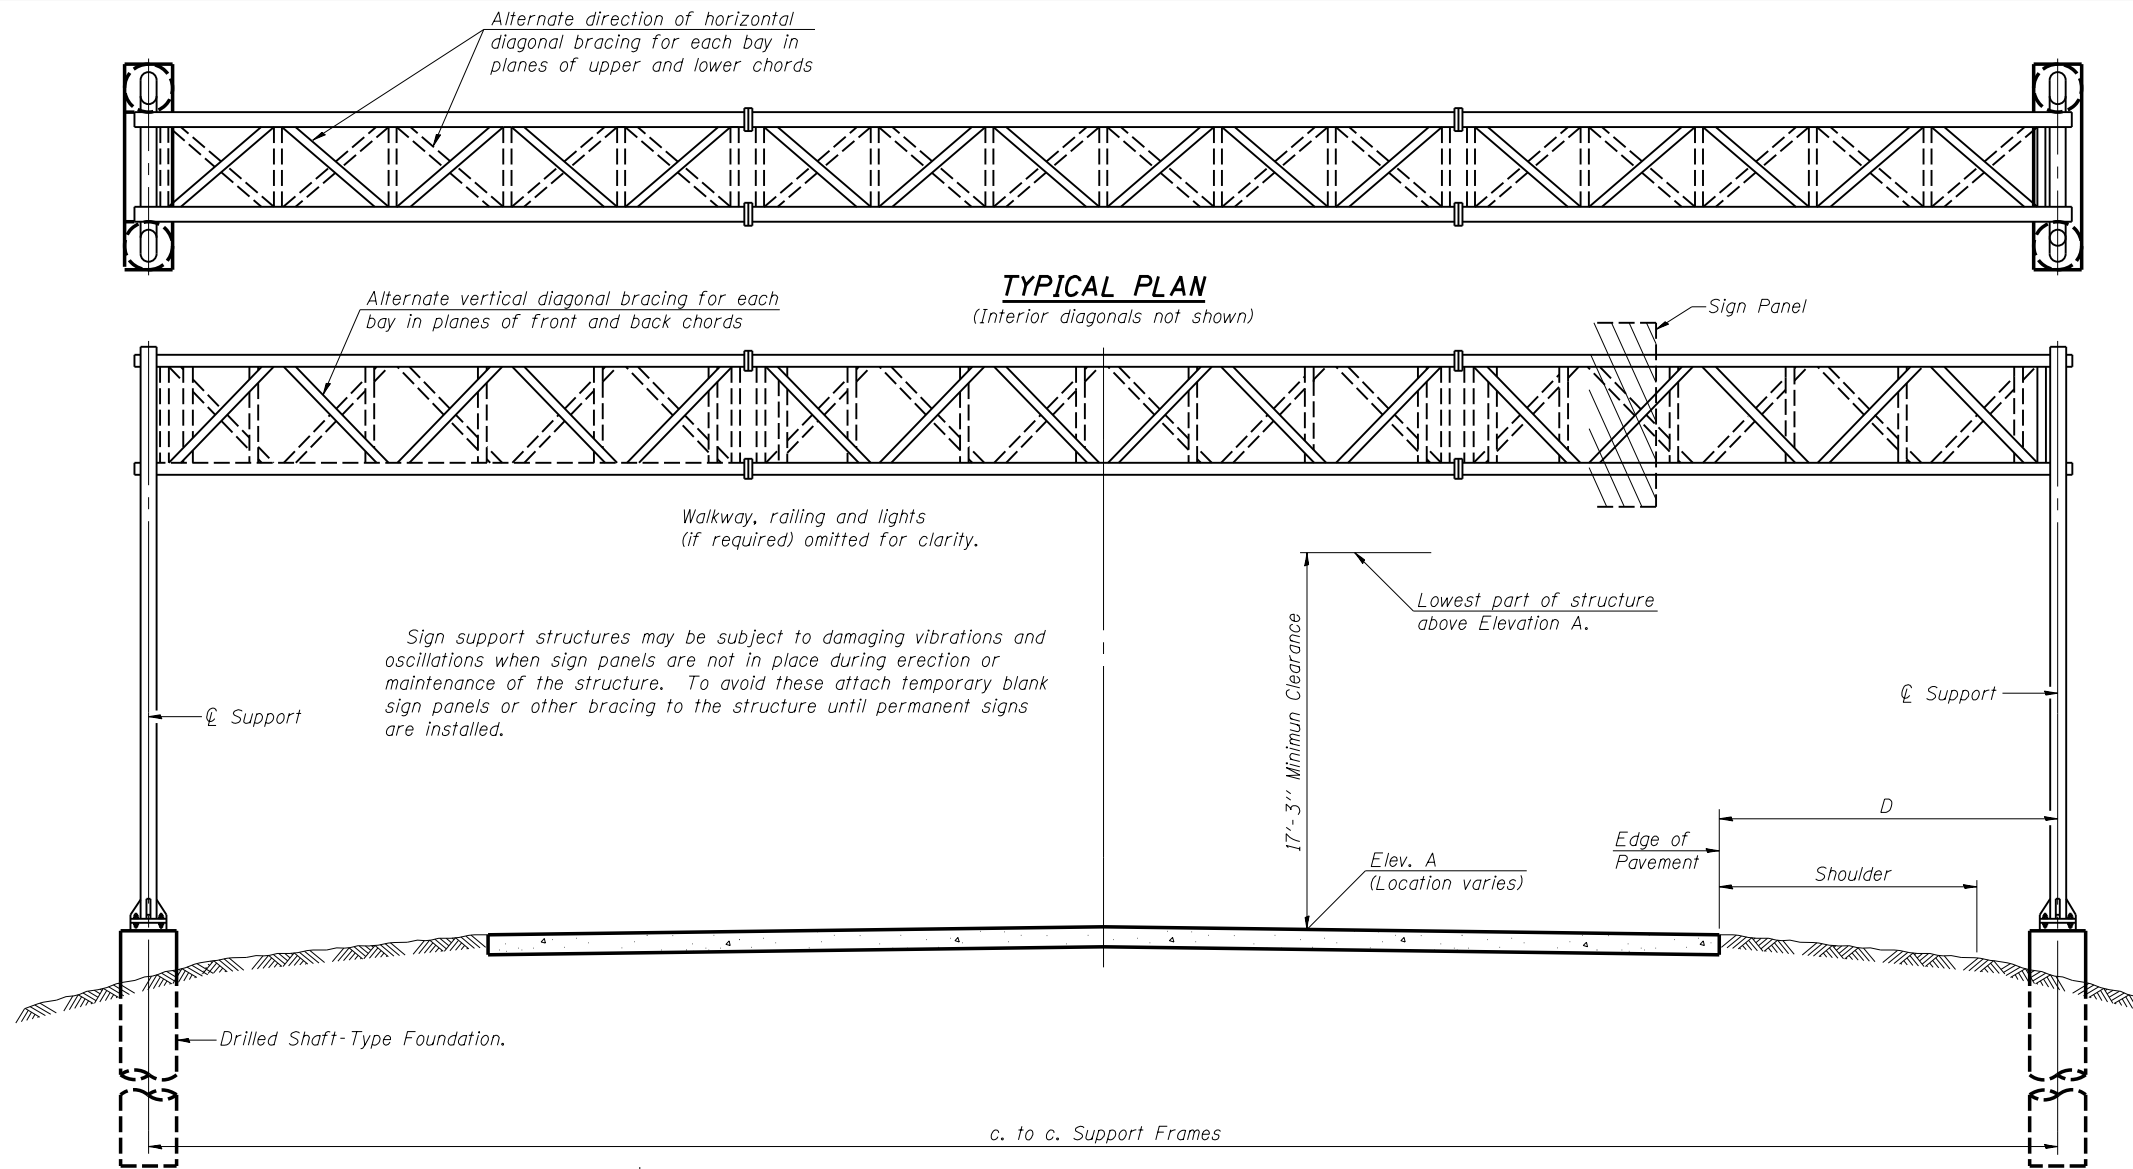 Alternate direction of horizontal
diagonal bracing for each bay in
planes of upper and lower chords
TYPICAL PLAN
(Interior diagonals not shown)
Alternate vertical diagonal bracing for each
bay in planes of front and back chords
Sign Panel
Walkway, railing and lights
(if required) omitted for clarity.
Lowest part of structure
above Elevation A.
Sign support structures may be subject to damaging vibrations and
oscillations when sign panels are not in place during erection or
maintenance of the structure. To avoid these attach temporary blank
sign panels or other bracing to the structure until permanent signs
are installed.
17'-3'' Minimun Clearance
℄ Support
℄ Support
D
Edge of
Pavement
Elev. A
(Location varies)
Shoulder
Drilled Shaft-Type Foundation.
c. to c. Support Frames